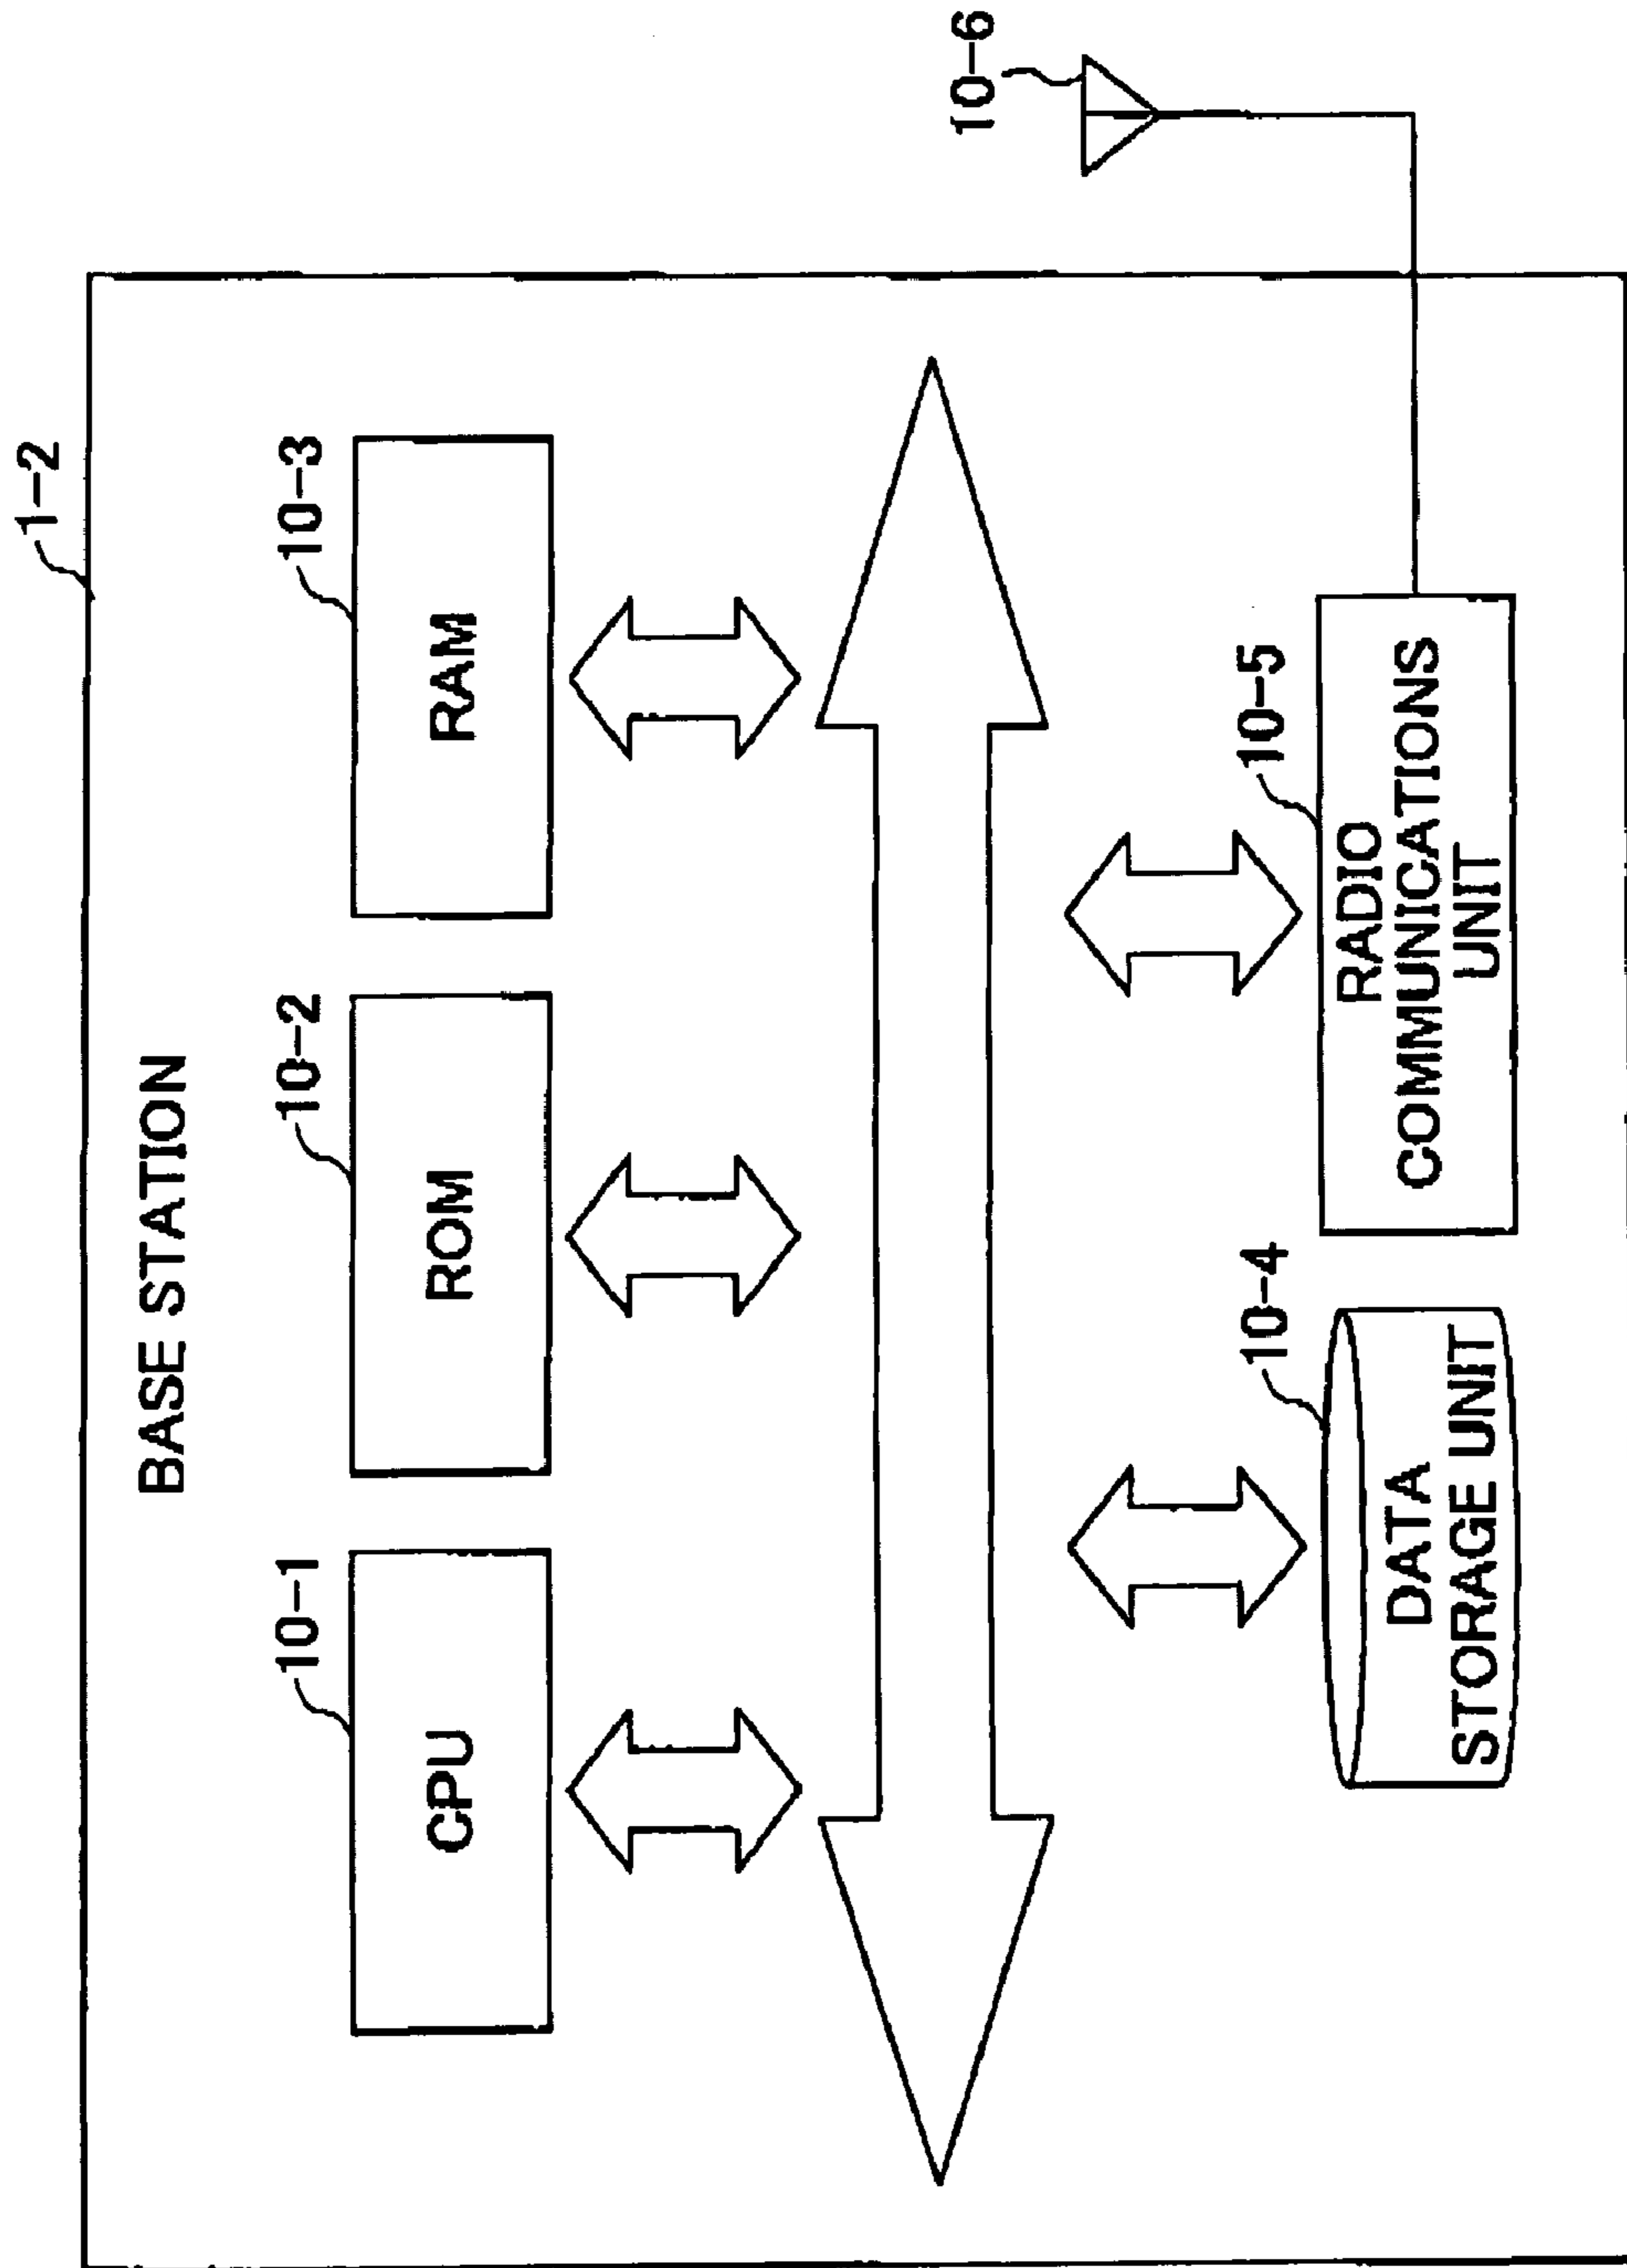 1-2
BASE STATION
10-1
10-2
10-3
CPU
ROM
RAM
10-4
10-5
10-6
DATA
STORAGE UNIT
RADIO
COMMUNICATIONS
UNIT